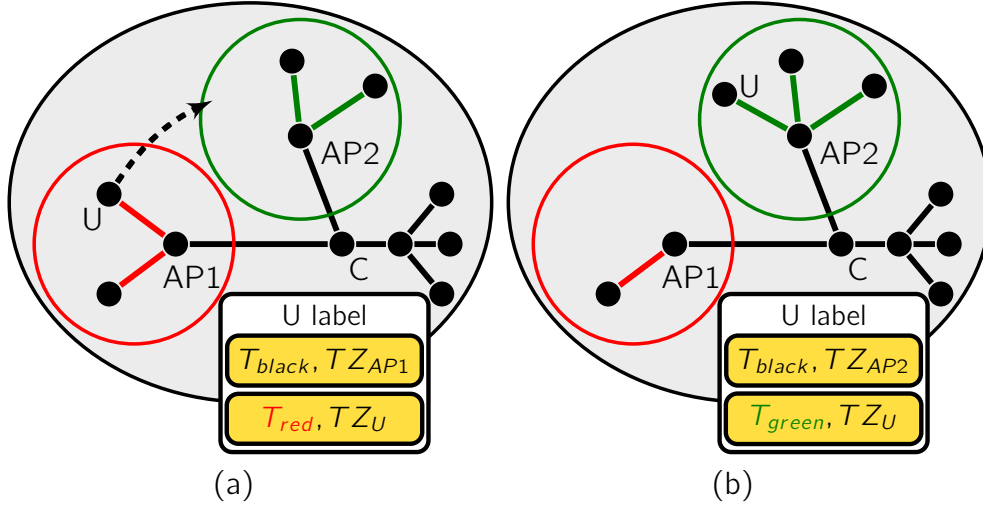 AP2
U
AP1
C
U label
T_black, TZ_AP1
T_red, TZ_U
(a)
U
AP2
AP1
C
U label
T_black, TZ_AP2
T_green, TZ_U
(b)